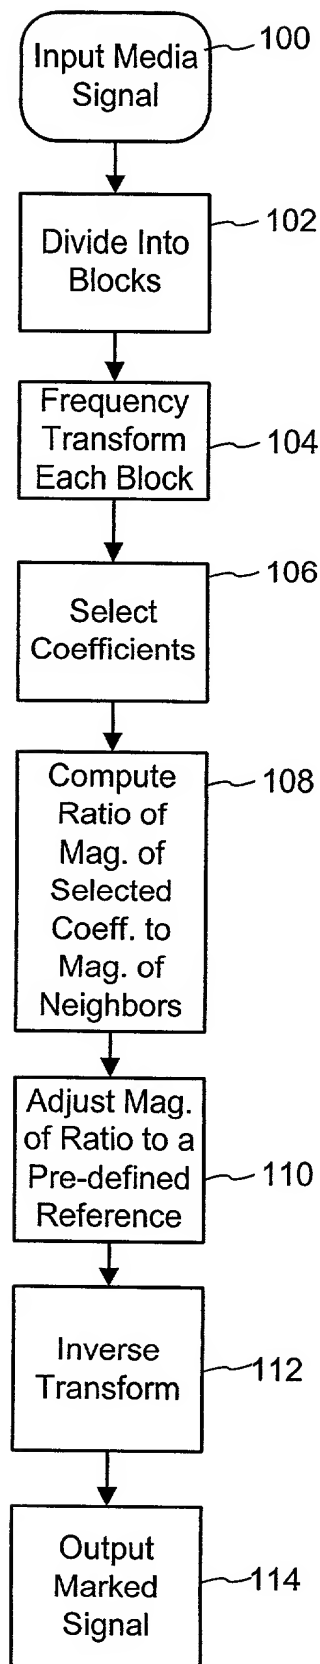 Input Media
Signal
100
Divide Into
Blocks
102
Frequency
Transform
Each Block
104
Select
Coefficients
106
Compute
Ratio of
Mag. of
Selected
Coeff. to
Mag. of
Neighbors
108
Adjust Mag.
of Ratio to a
Pre-defined
Reference
110
Inverse
Transform
112
Output
Marked
Signal
114